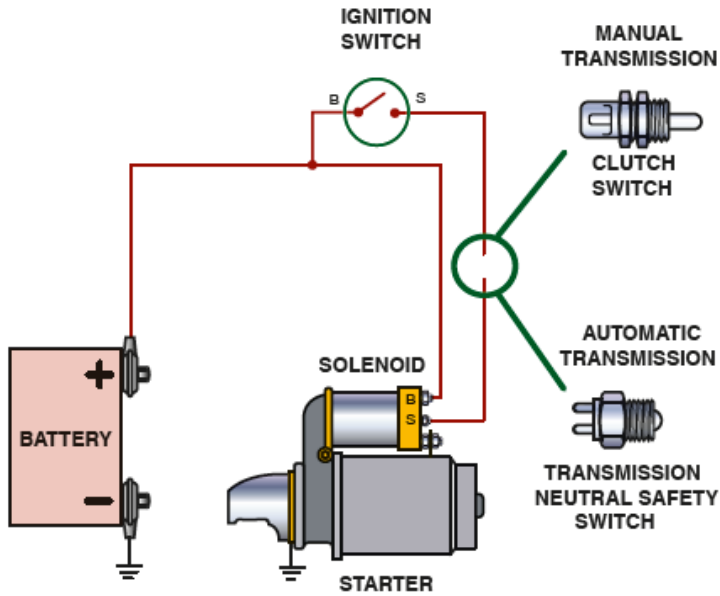 IGNITION
SWITCH
MANUAL
TRANSMISSION
B
S
CLUTCH
SWITCH
AUTOMATIC
TRANSMISSION
SOLENOID
+
B
S
BATTERY
-
TRANSMISSION
NEUTRAL SAFETY
SWITCH
STARTER